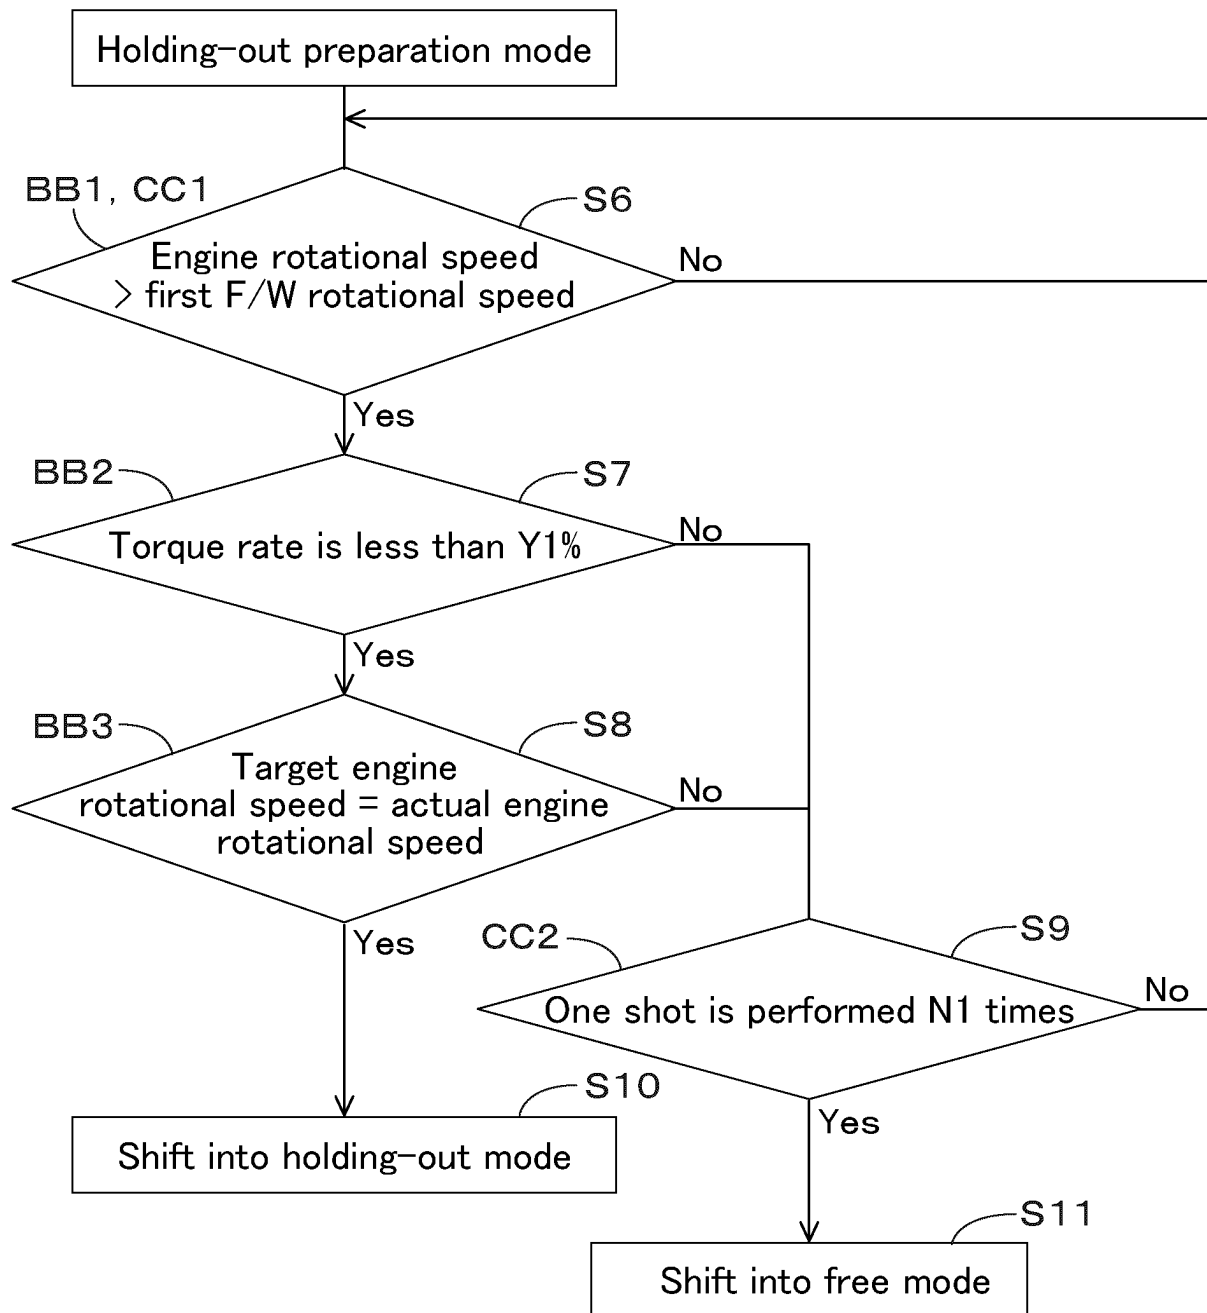 Holding-out preparation mode
BB1, CC1
S6
Engine rotational speed
> first F/W rotational speed
No
Yes
BB2
S7
Torque rate is less than Y1%
No
Yes
BB3
S8
Target engine
rotational speed = actual engine
rotational speed
No
Yes
CC2
S9
One shot is performed N1 times
No
S10
Shift into holding-out mode
Yes
S11
Shift into free mode